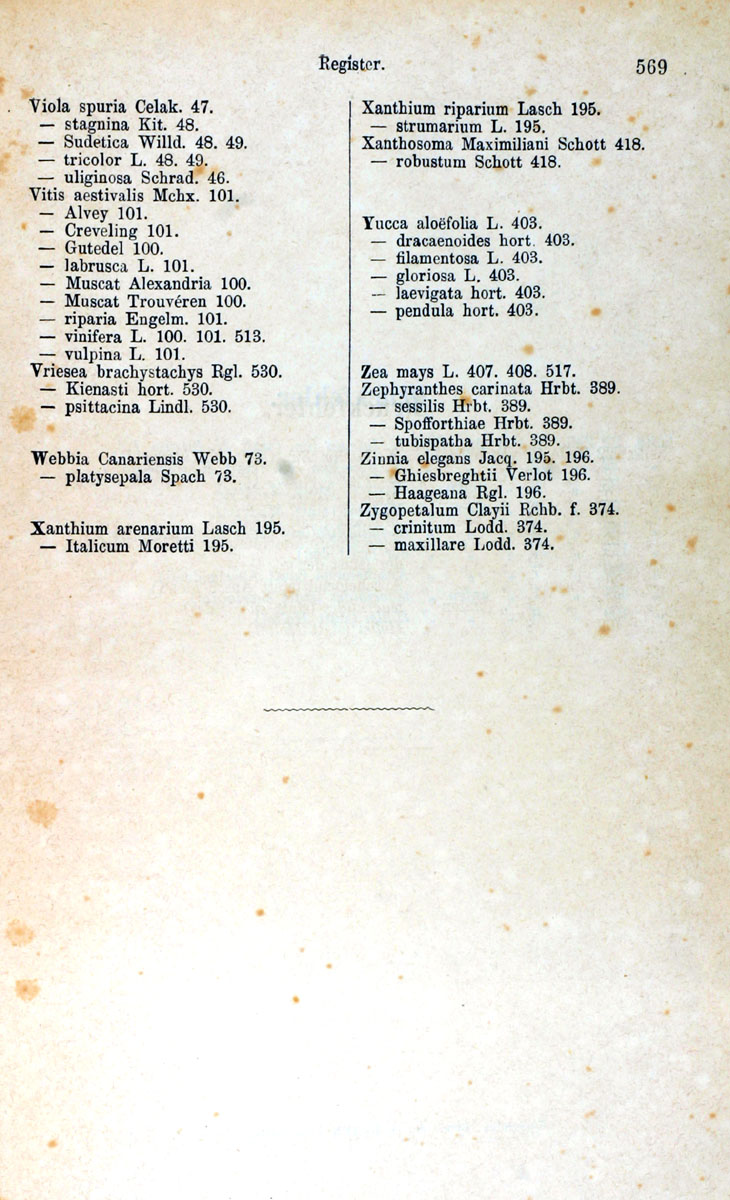 Register.
569
Viola spuria Celak. 47.
— stagnina Kit. 48.
— Sudetica Willd. 48. 49.
— tricolor L. 48. 49.
— uliginosa Schrad. 46.
Vitis aestivalis Mchx. 101.
— Alvey 101.
— Creveling 101.
— Gutedel 100.
— labrusca L. 101.
— Muscat Alexandria 100.
— Muscat Trouvéren 100.
— riparia Engelm. 101.
— vinifera L. 100. 101. 513.
— vulpina L. 101.
Vriesea brachystachys Rgl. 530.
— Kienasti hort. 530.
— psittacina Lindl. 530.
Webbia Canariensis Webb 73.
— platysepala Spach 73.
Xanthium arenarium Lasch 195.
— Italicum Moretti 195.
Xanthium riparium Lasch 195.
— strumarium L. 195.
Xanthosoma Maximiliani Schott 418.
— robustum Schott 418.
Yucca aloëfolia L. 403.
— dracaenoides hort. 403.
— filamentosa L. 403.
— gloriosa L. 403.
— laevigata hort. 403.
— pendula hort. 403.
Zea mays L. 407. 408. 517.
Zephyranthes carinata Hrbt. 389.
— sessilis Hrbt. 389.
— Spofforthiae Hrbt. 389.
— tubispatha Hrbt. 389.
Zinnia elegans Jacq. 195. 196.
— Ghiesbreghtii Verlot 196.
— Haageana Rgl. 196.
Zygopetalum Clayii Rchb. f. 374.
— crinitum Lodd. 374.
— maxillare Lodd. 374.